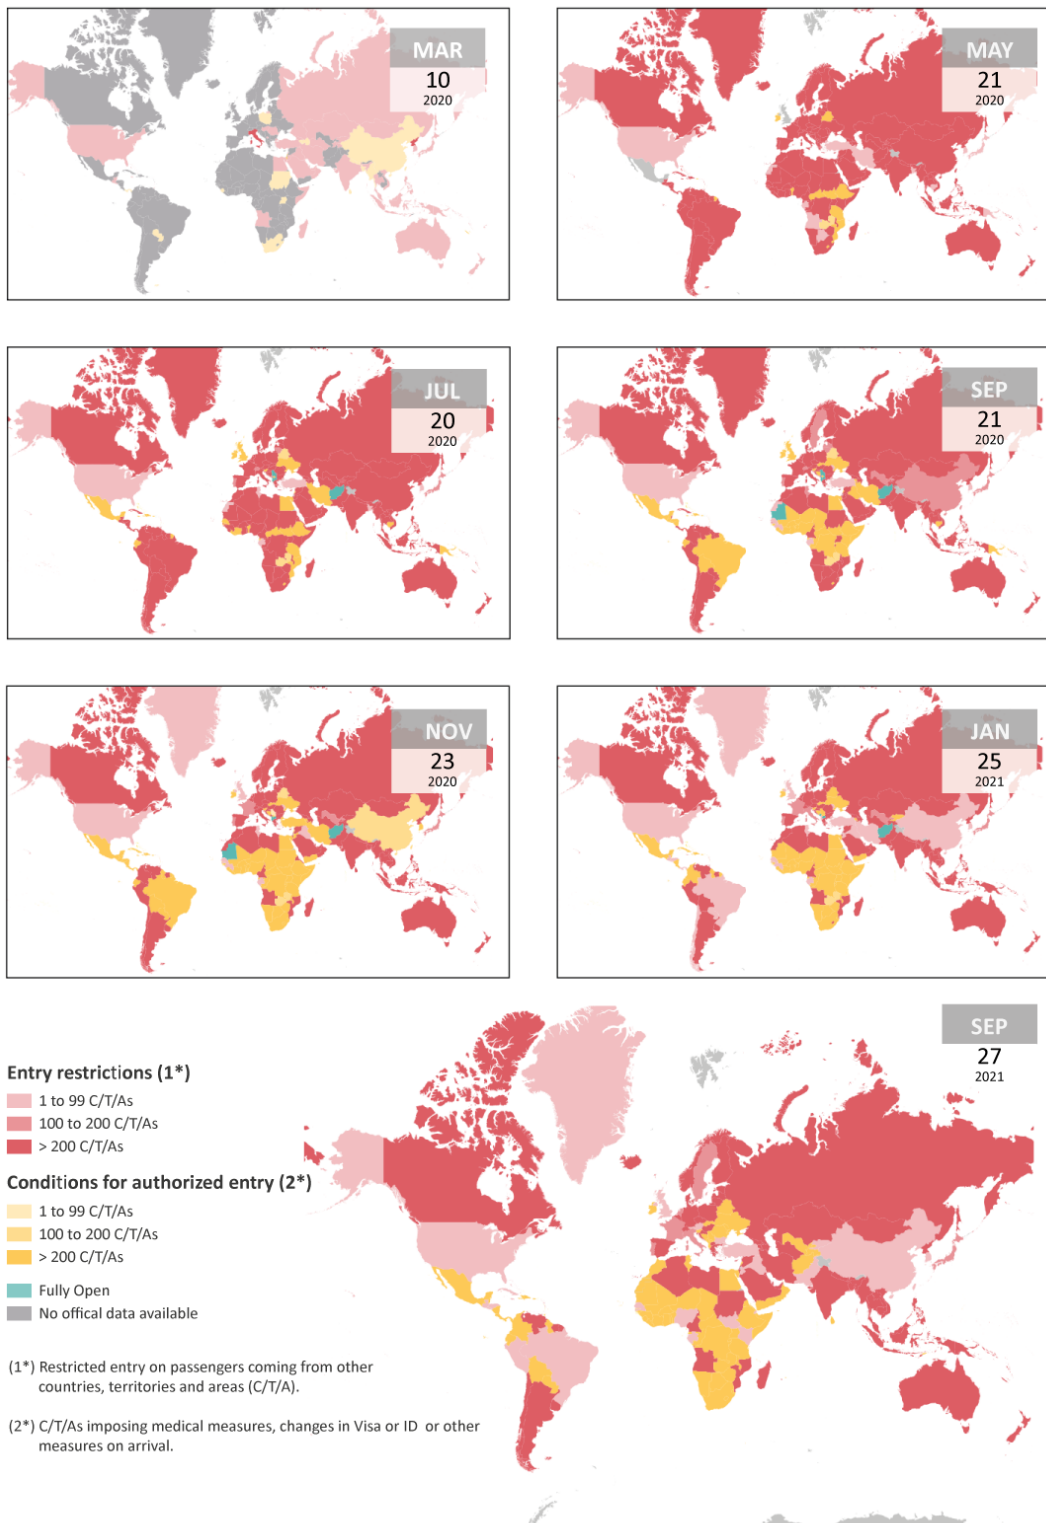 MAR
10
2020
MAY
21
2020
JUL
20
2020
SEP
21
2020
NOV
23
2020
JAN
25
2021
SEP
27
2021
Entry restrictions (1*)
1 to 99 C/T/As
100 to 200 C/T/As
> 200 C/T/As
Conditions for authorized entry (2*)
1 to 99 C/T/As
100 to 200 C/T/As
> 200 C/T/As
Fully Open
No offical data available
(1*) Restricted entry on passengers coming from other
countries, territories and areas (C/T/A).
(2*) C/T/As imposing medical measures, changes in Visa or ID or other
measures on arrival.